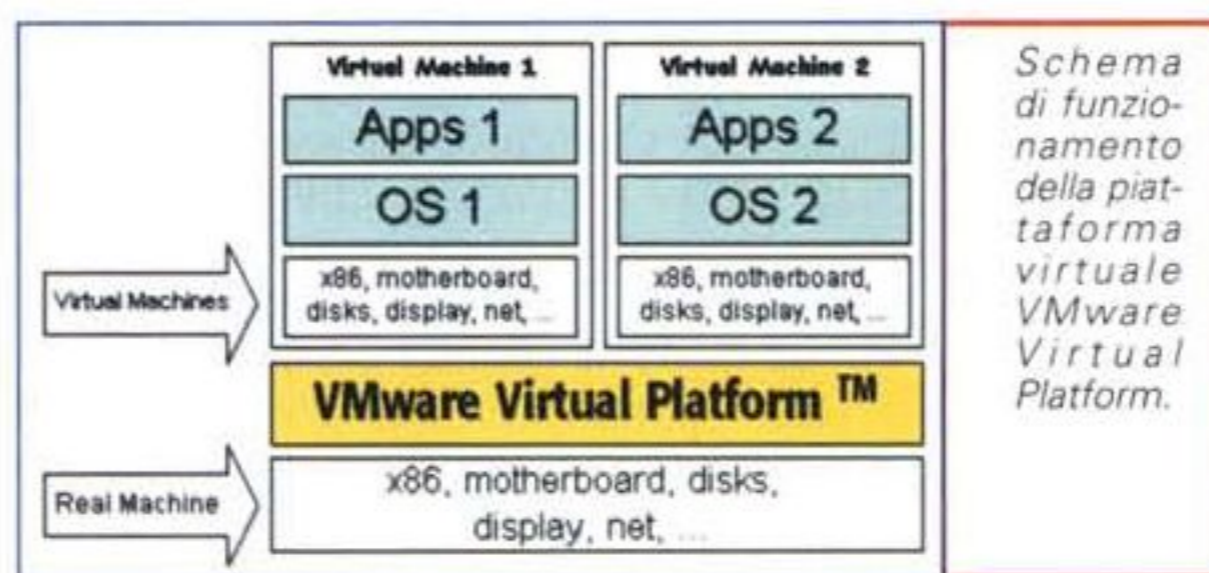 Virtual Machine 1
Apps 1
OS 1
x86, motherboard,
disks, display, net, ...
Virtual Machine 2
Apps 2
OS 2
x86, motherboard,
disks, display, net, ...
Virtual Machines
VMware Virtual Platform ™
Real Machine
x86, motherboard, disks,
display, net, ...
Schema
di funzio-
namento
della piat-
taforma
virtuale
VMware
Virtual
Platform.